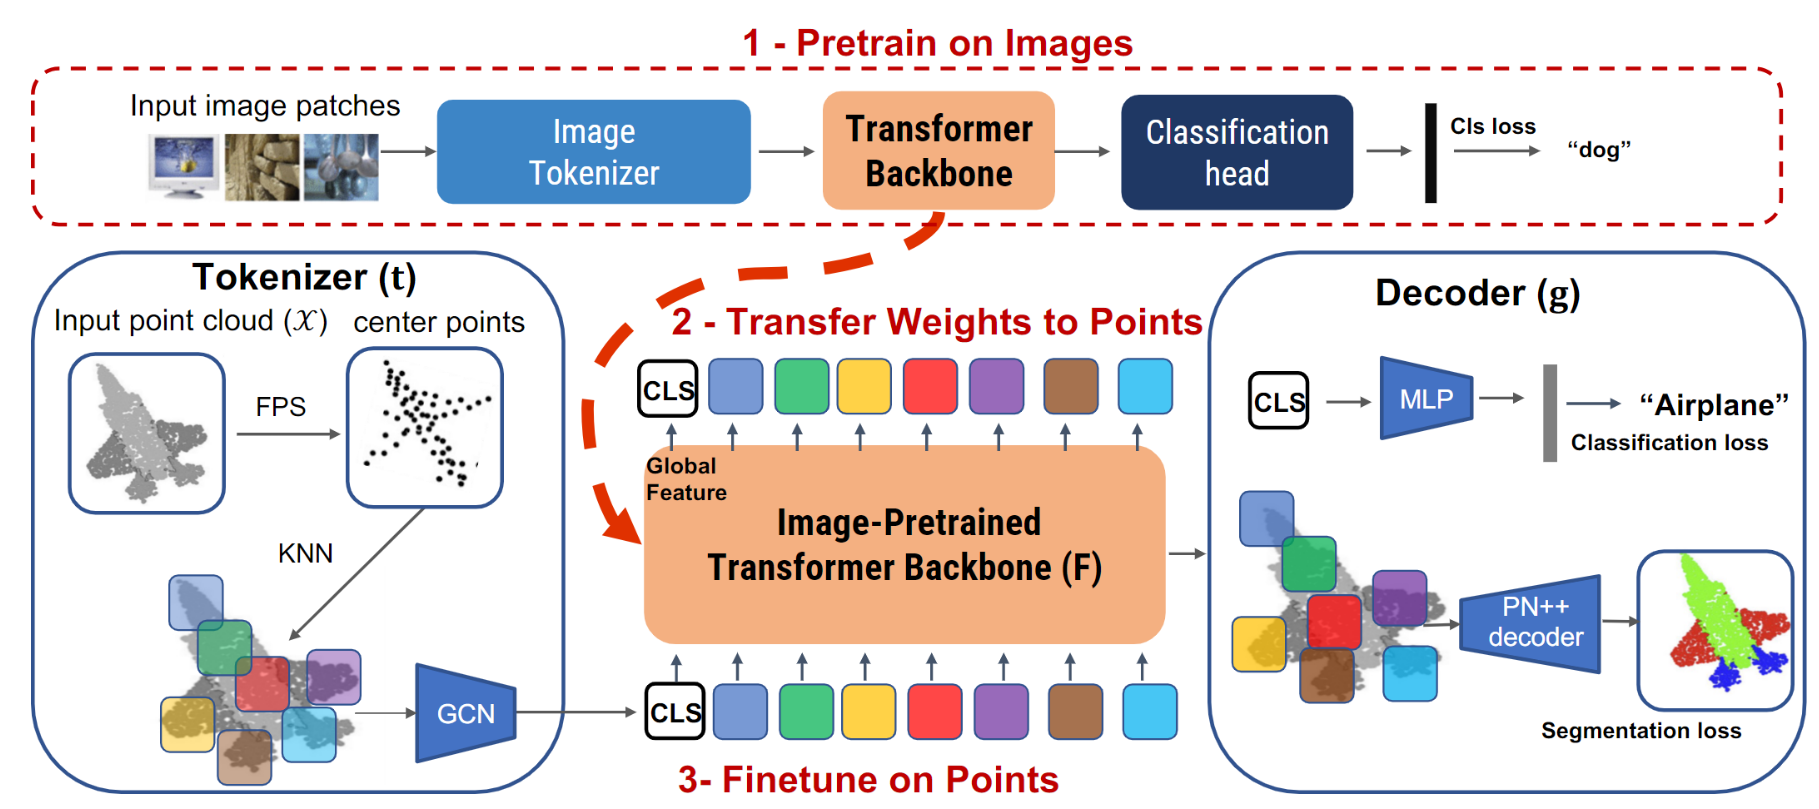 1 - Pretrain on Images
Input image patches
Image
Tokenizer
Transformer
Backbone
Classification
head
Cls loss
“dog”
Tokenizer (t)
Input point cloud (𝒳)
center points
FPS
KNN
GCN
2 - Transfer Weights to Points
CLS
Global
Feature
Image-Pretrained
Transformer Backbone (F)
CLS
3- Finetune on Points
Decoder (g)
CLS
MLP
“Airplane”
Classification loss
PN++
decoder
Segmentation loss